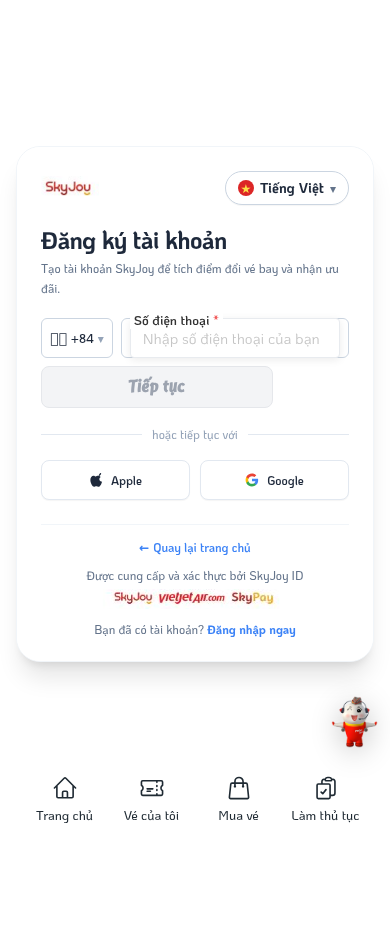 SkyJoy
Tiếng Việt ▾
Đăng ký tài khoản
Tạo tài khoản SkyJoy để tích điểm đổi vé bay và nhận ưu
đãi.
Số điện thoại *
+84 ▾
Nhập số điện thoại của bạn
Tiếp tục
hoặc tiếp tục với
Apple
Google
← Quay lại trang chủ
Được cung cấp và xác thực bởi SkyJoy ID
SkyJoy vietjetAir.com SkyPay
Bạn đã có tài khoản? Đăng nhập ngay
Trang chủ
Vé của tôi
Mua vé
Làm thủ tục